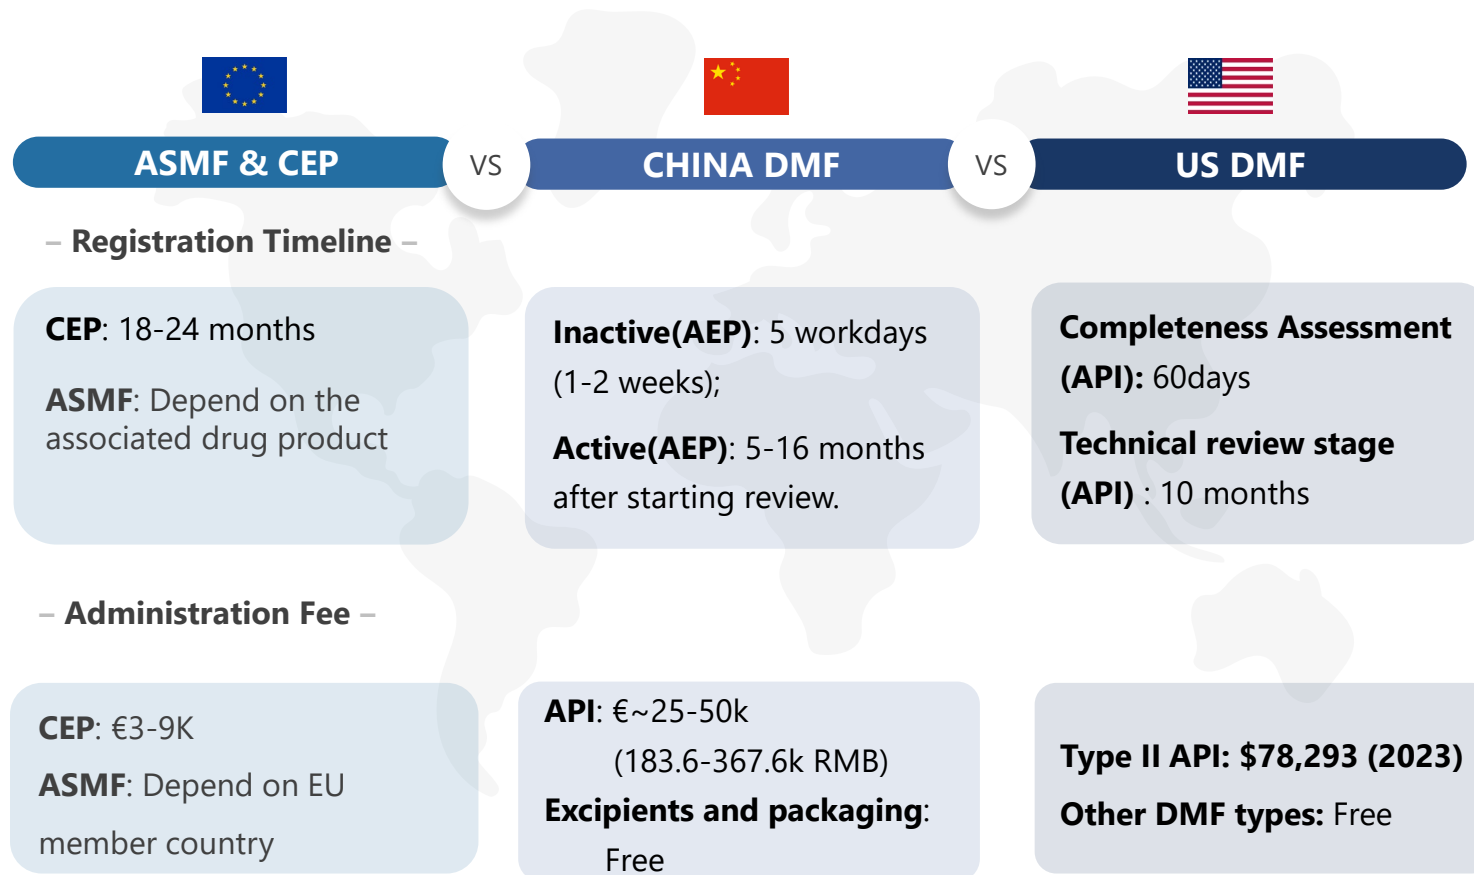 ASMF & CEP
VS
CHINA DMF
VS
US DMF
– Registration Timeline –
CEP: 18-24 months
ASMF: Depend on the
associated drug product
Inactive(AEP): 5 workdays
(1-2 weeks);
Active(AEP): 5-16 months
after starting review.
Completeness Assessment
(API): 60days
Technical review stage
(API) : 10 months
– Administration Fee –
CEP: €3-9K
ASMF: Depend on EU
member country
API: €~25-50k
(183.6-367.6k RMB)
Excipients and packaging:
Free
Type II API: $78,293 (2023)
Other DMF types: Free